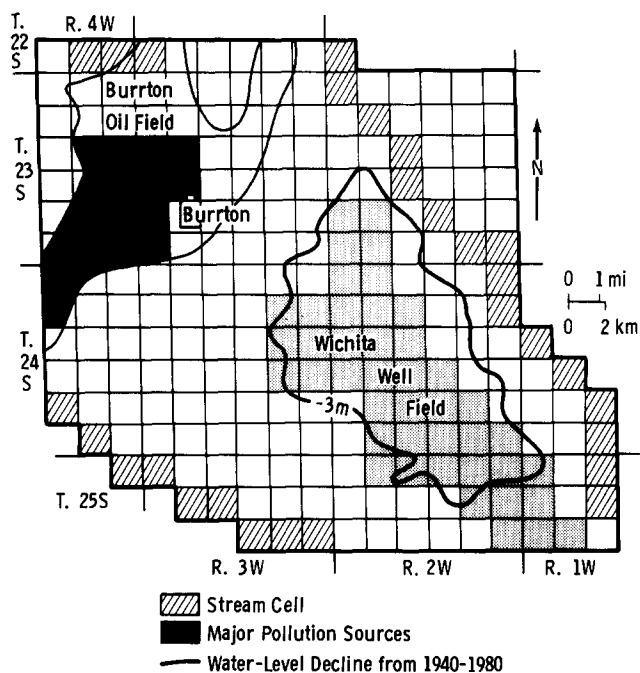 T.
22
S
R. 4W
Burrton
Oil Field
T.
23
S
Burrton
N
0 1 mi
0 2 km
T.
24
S
Wichita
Well
Field
-3m
T. 25S
R. 3W
R. 2W
R. 1W
Stream Cell
Major Pollution Sources
Water-Level Decline from 1940-1980